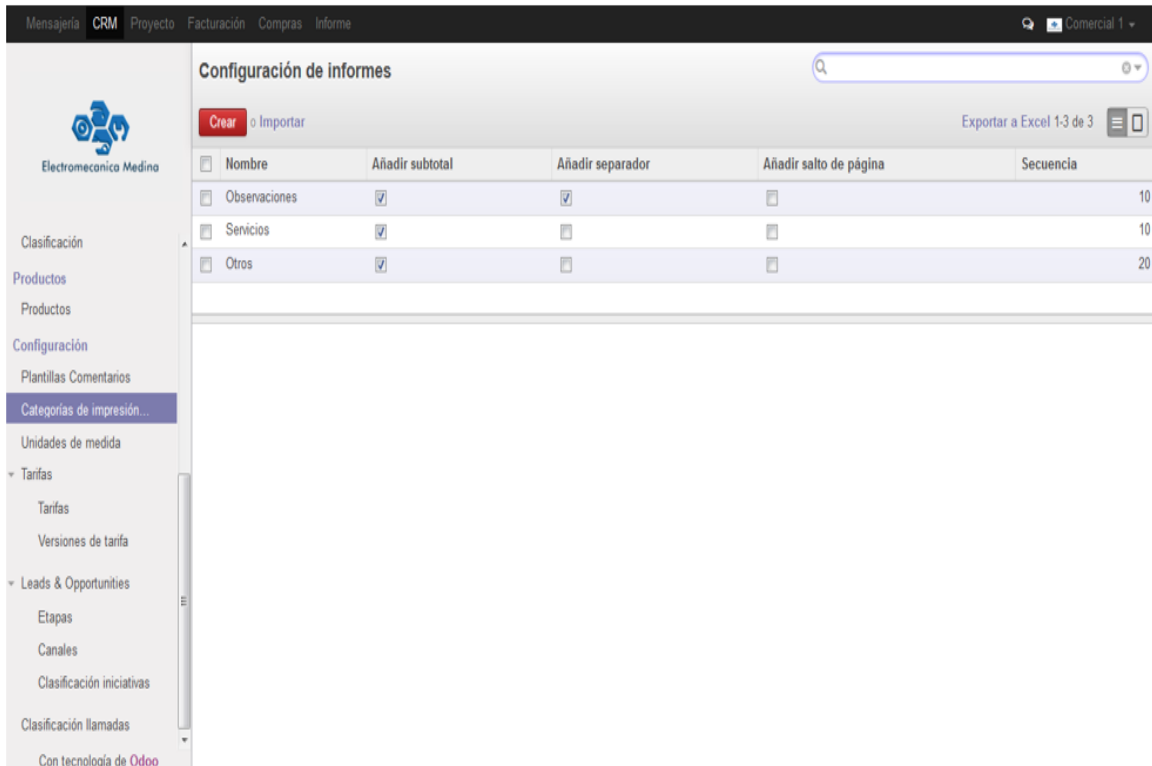 Mensajería CRM Proyecto Facturación Compras Informe Comercial 1
Configuración de informes
Crear o Importar Exportar a Excel 1-3 de 3
Electromecanica Medina
Nombre Añadir subtotal Añadir separador Añadir salto de página Secuencia
Observaciones 10
Servicios 10
Otros 20
Clasificación
Productos
Productos
Configuración
Plantillas Comentarios
Categorías de impresión...
Unidades de medida
Tarifas
Tarifas
Versiones de tarifa
Leads & Opportunities
Etapas
Canales
Clasificación iniciativas
Clasificación llamadas
Con tecnología de Odoo